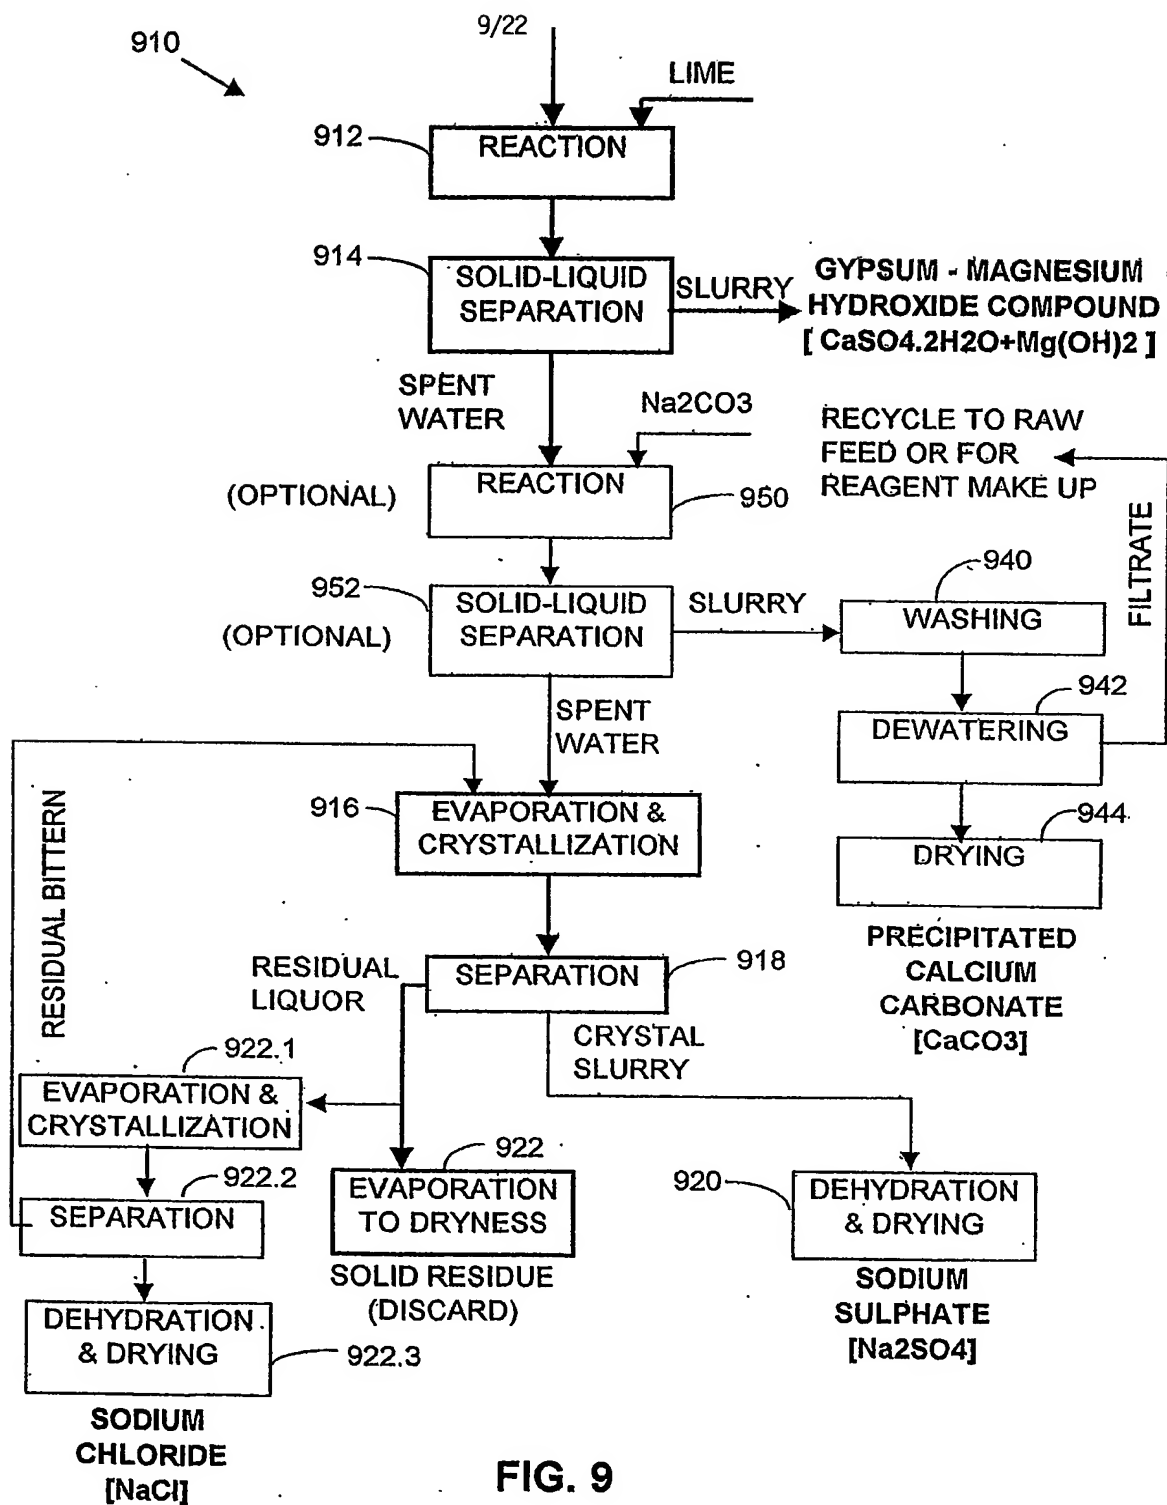 9/22
910
LIME
912
REACTION
914
SOLID-LIQUID
SEPARATION
SLURRY
GYPSUM - MAGNESIUM
HYDROXIDE COMPOUND
[ CaSO4.2H2O+Mg(OH)2 ]
SPENT
WATER
Na2CO3
RECYCLE TO RAW
FEED OR FOR
REAGENT MAKE UP
(OPTIONAL)
REACTION
950
FILTRATE
952
(OPTIONAL)
SOLID-LIQUID
SEPARATION
SLURRY
940
WASHING
942
DEWATERING
944
DRYING
PRECIPITATED
CALCIUM
CARBONATE
[CaCO3]
SPENT
WATER
RESIDUAL BITTERN
916
EVAPORATION &
CRYSTALLIZATION
RESIDUAL
LIQUOR
SEPARATION
918
CRYSTAL
SLURRY
922.1
EVAPORATION &
CRYSTALLIZATION
922.2
SEPARATION
922
EVAPORATION
TO DRYNESS
SOLID RESIDUE
(DISCARD)
920
DEHYDRATION
& DRYING
SODIUM
SULPHATE
[Na2SO4]
DEHYDRATION
& DRYING
922.3
SODIUM
CHLORIDE
[NaCl]
FIG. 9